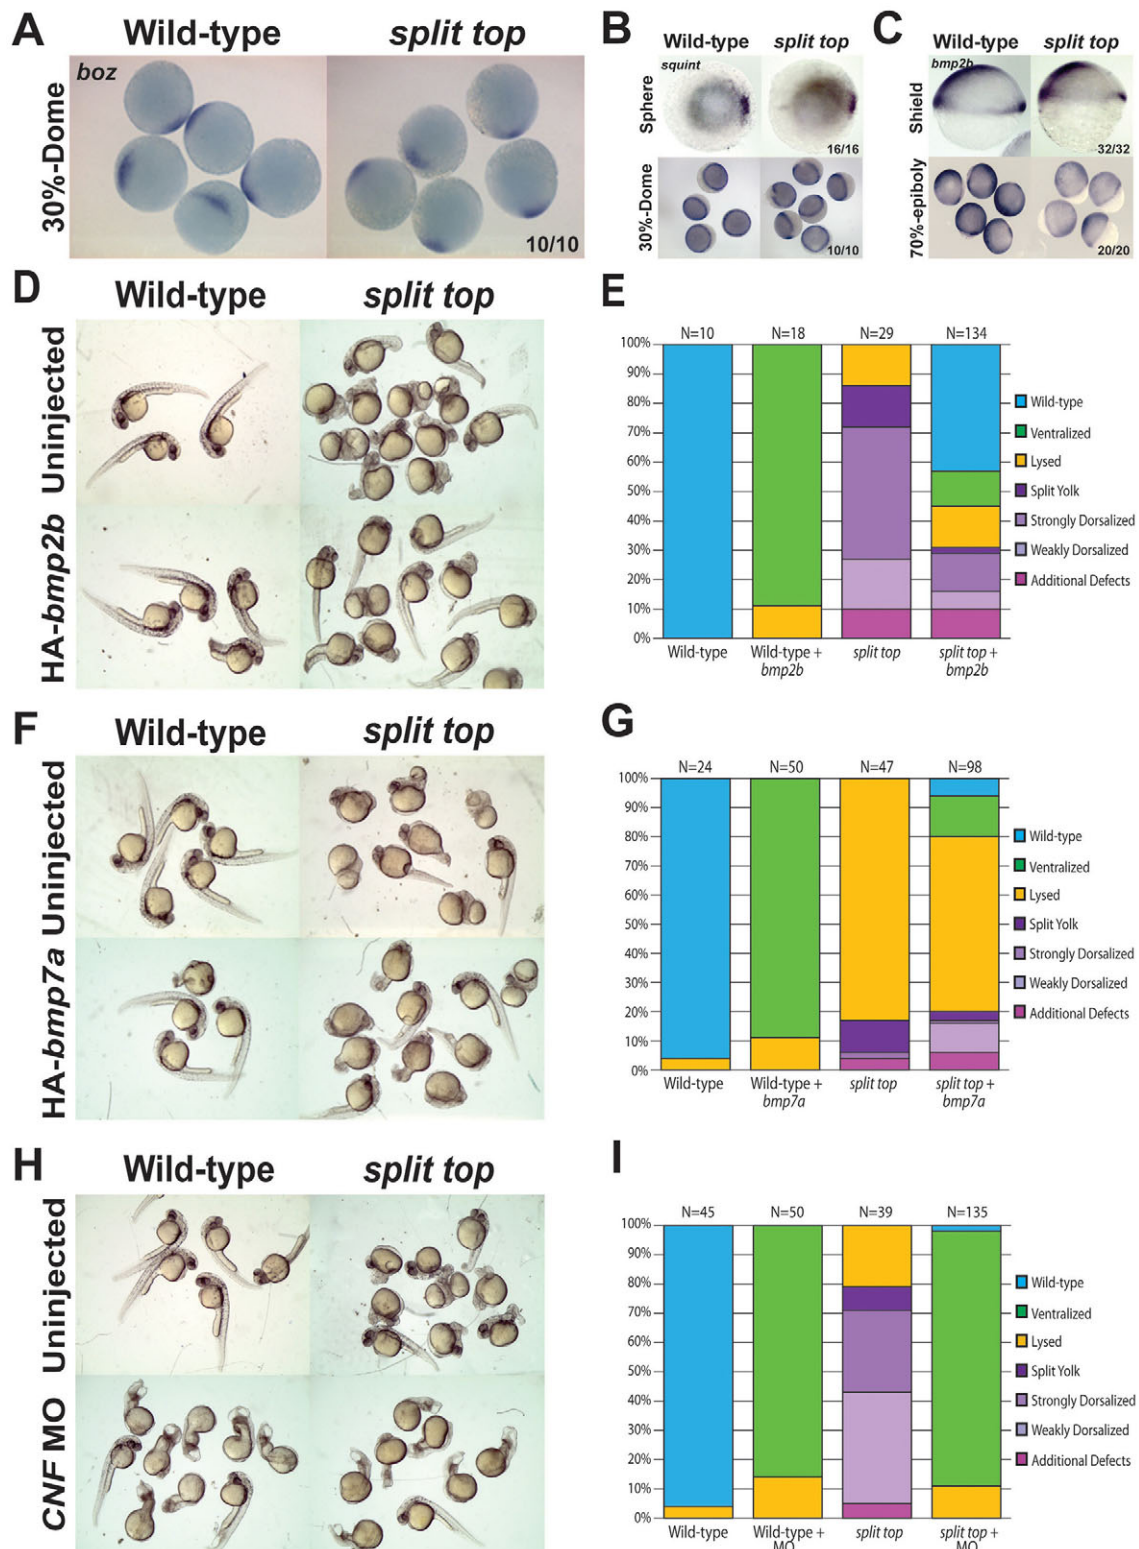 A
Wild-type
split top
boz
30%-Dome
10/10
B
Wild-type
split top
squint
Sphere
16/16
30%-Dome
10/10
C
Wild-type
split top
bmp2b
Shield
32/32
70%-epiboly
20/20
D
Wild-type
split top
Uninjected
HA-bmp2b
E
N=10
N=18
N=29
N=134
100%
90%
80%
70%
60%
50%
40%
30%
20%
10%
0%
Wild-type
Wild-type +
bmp2b
split top
split top +
bmp2b
Wild-type
Ventralized
Lysed
Split Yolk
Strongly Dorsalized
Weakly Dorsalized
Additional Defects
F
Wild-type
split top
Uninjected
HA-bmp7a
G
N=24
N=50
N=47
N=98
100%
90%
80%
70%
60%
50%
40%
30%
20%
10%
0%
Wild-type
Wild-type +
bmp7a
split top
split top +
bmp7a
Wild-type
Ventralized
Lysed
Split Yolk
Strongly Dorsalized
Weakly Dorsalized
Additional Defects
H
Wild-type
split top
Uninjected
CNF MO
I
N=45
N=50
N=39
N=135
100%
90%
80%
70%
60%
50%
40%
30%
20%
10%
0%
Wild-type
Wild-type +
MO
split top
split top +
MO
Wild-type
Ventralized
Lysed
Split Yolk
Strongly Dorsalized
Weakly Dorsalized
Additional Defects